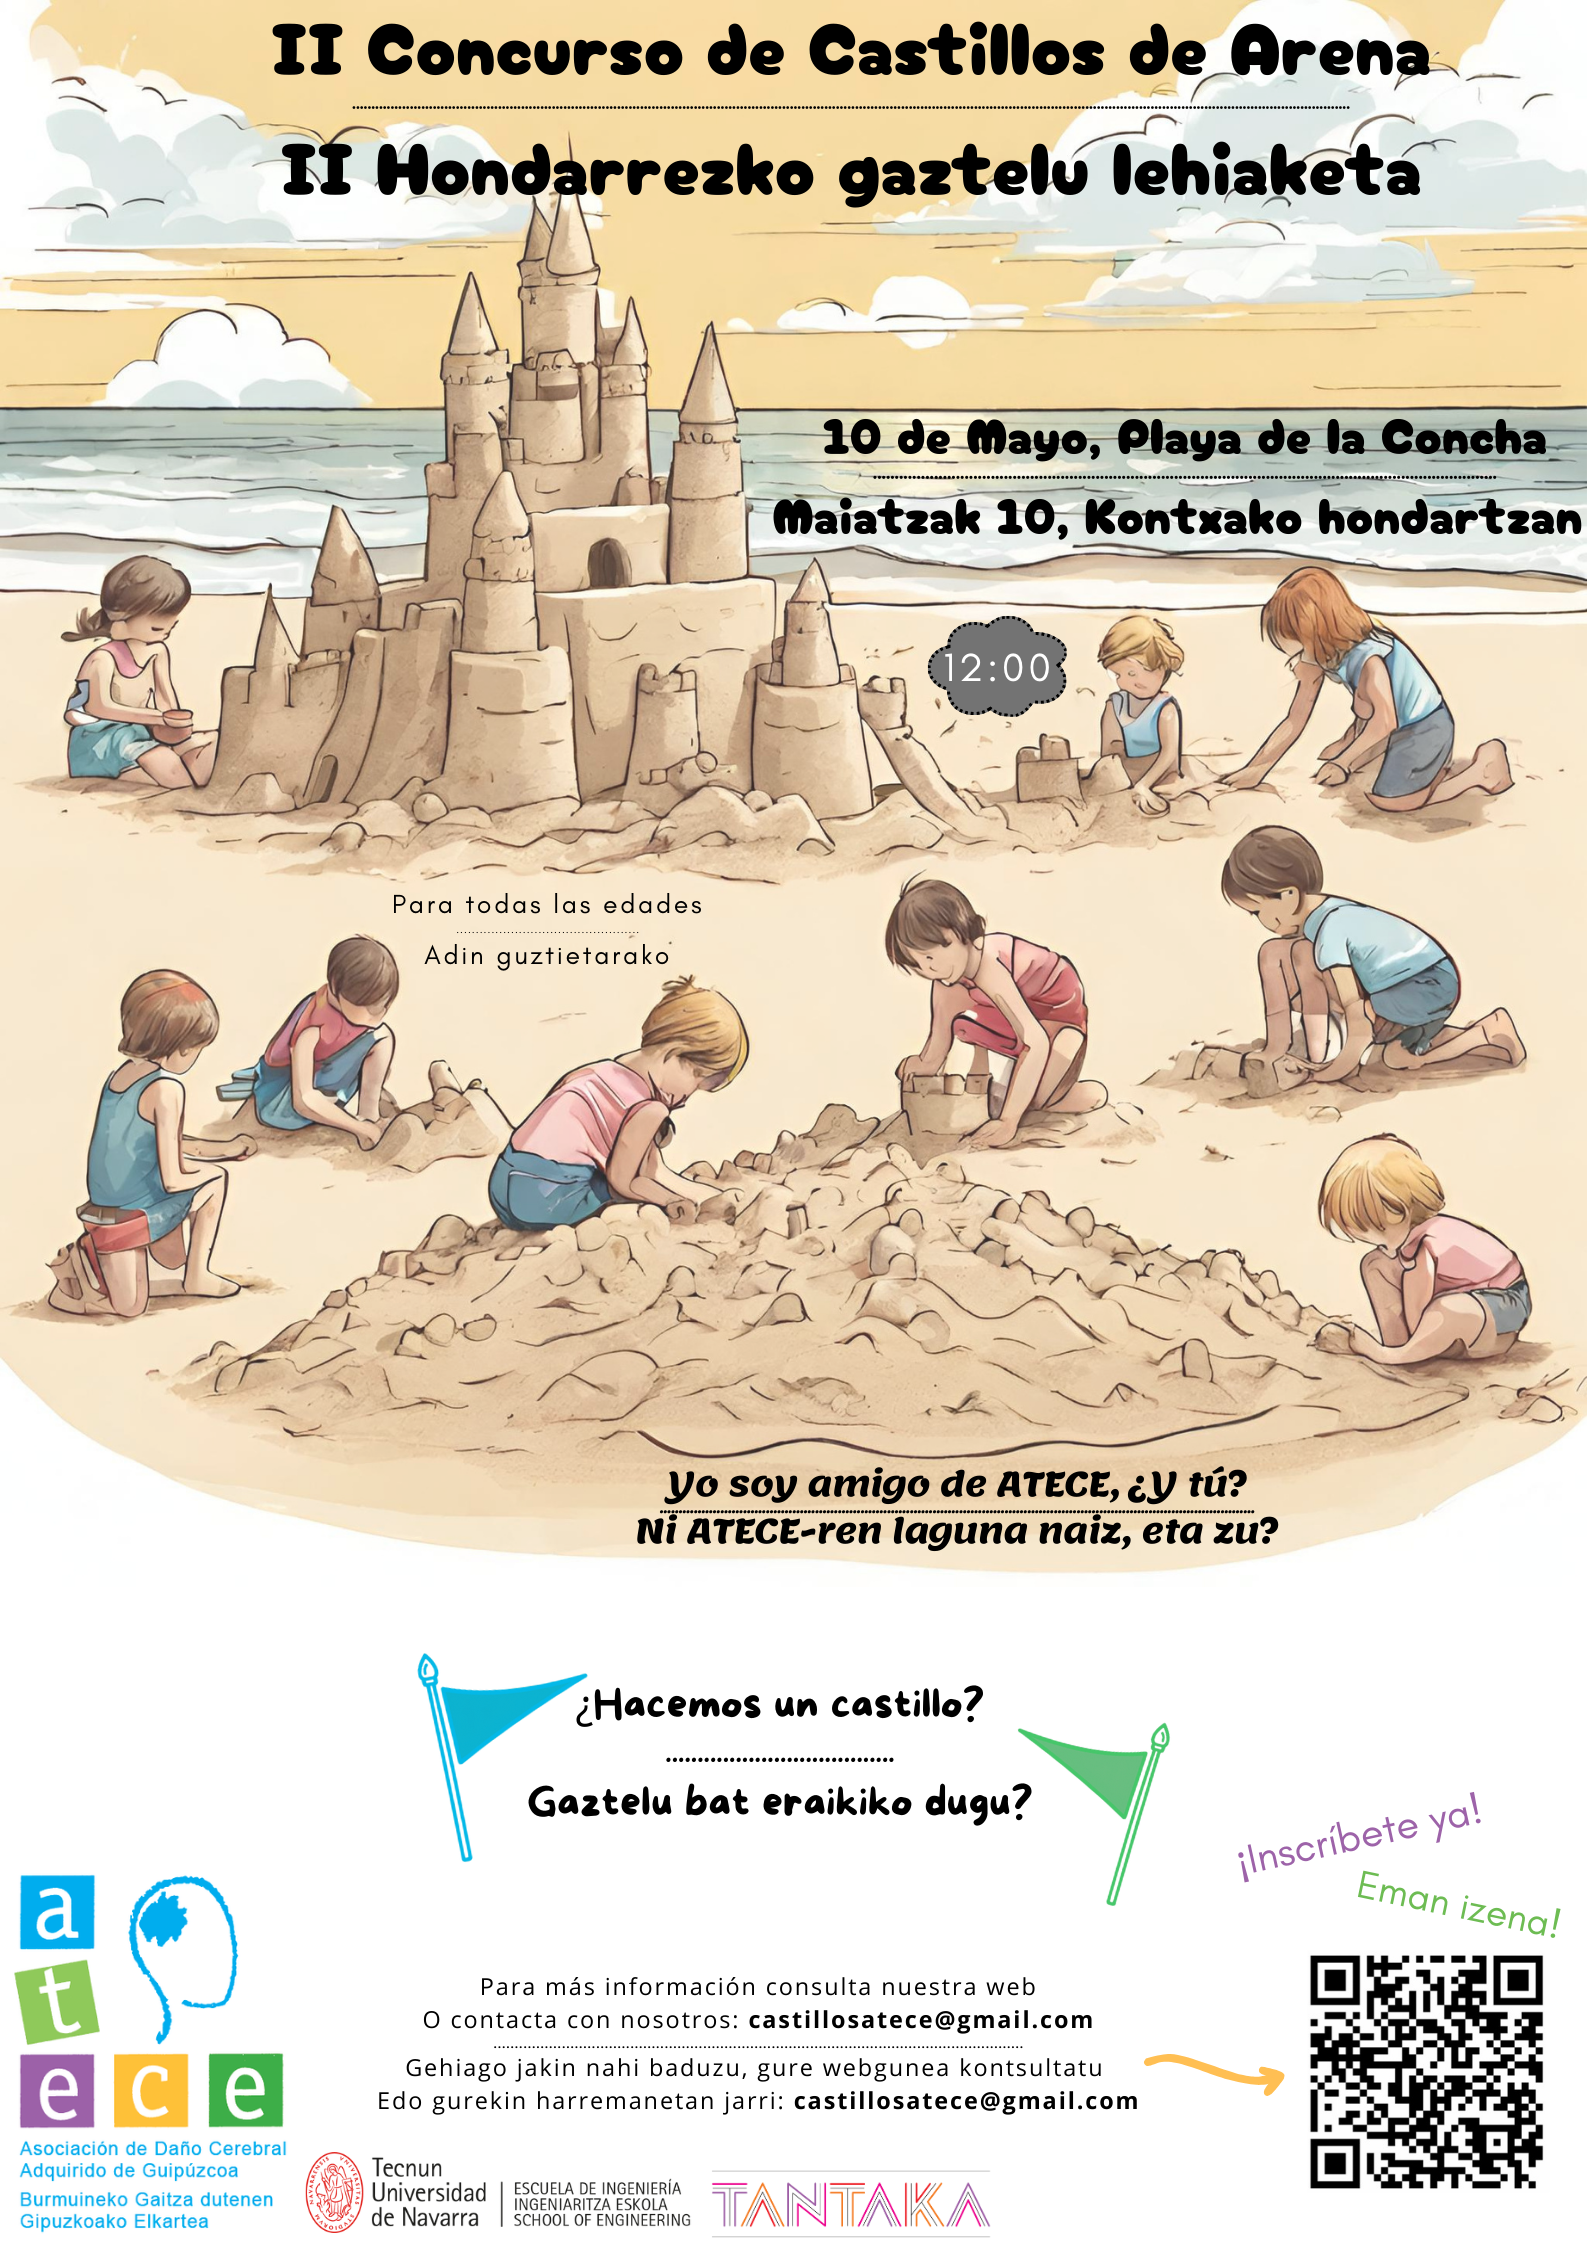 II Concurso de Castillos de Arena
II Hondarrezko gaztelu lehiaketa
10 de Mayo, Playa de la Concha
Maiatzak 10, Kontxako hondartzan
12:00
Para todas las edades
Adin guztietarako
Yo soy amigo de ATECE, ¿Y tú?
Ni ATECE-ren laguna naiz, eta zu?
¿Hacemos un castillo?
Gaztelu bat eraikiko dugu?
¡Inscríbete ya!
Eman izena!
Para más información consulta nuestra web
O contacta con nosotros: castillosatece@gmail.com
Gehiago jakin nahi baduzu, gure webgunea kontsultatu
Edo gurekin harremanetan jarri: castillosatece@gmail.com
a
t
e c e
Asociación de Daño Cerebral
Adquirido de Guipúzcoa
Burmuineko Gaitza dutenen
Gipuzkoako Elkartea
Tecnun
Universidad
de Navarra
ESCUELA DE INGENIERÍA
INGENIARITZA ESKOLA
SCHOOL OF ENGINEERING
TANTAKA